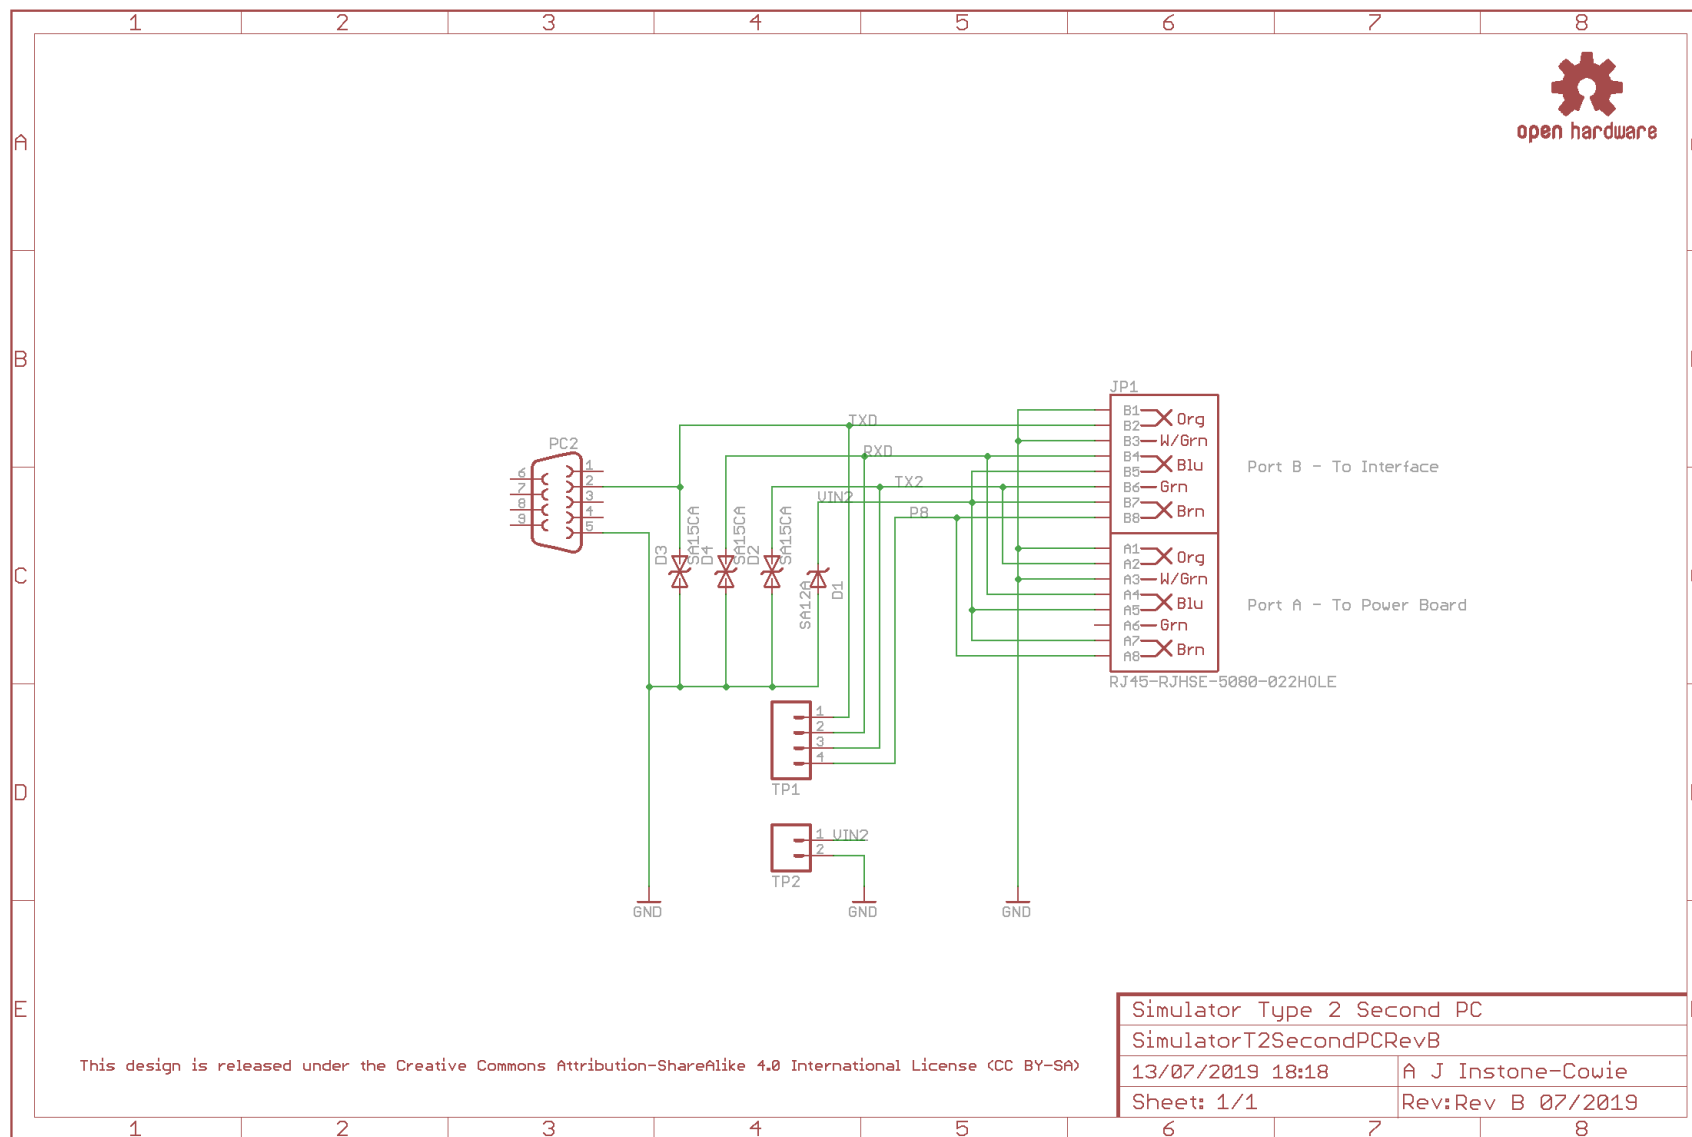 1 2 3 4 5 6 7 8
A
B
C
D
E
open hardware
JP1
B1 Org
B2
B3 W/Grn
B4 Blu
B5
B6 Grn
B7 Brn
B8
Port B - To Interface
A1 Org
A2
A3 W/Grn
A4 Blu
A5
A6 Grn
A7 Brn
A8
Port A - To Power Board
RJ45-RJHSE-5080-022HOLE
TXD
RXD
TX2
VIN2
P8
PC2
6
7
8
9
1
2
3
4
5
D3
SA15CA
D4
SA15CA
D2
SA15CA
SA12A
D1
1
2
3
4
TP1
1 VIN2
2
TP2
GND
GND
GND
This design is released under the Creative Commons Attribution-ShareAlike 4.0 International License (CC BY-SA)
Simulator Type 2 Second PC
SimulatorT2SecondPCRevB
13/07/2019 18:18
A J Instone-Cowie
Sheet: 1/1
Rev:Rev B 07/2019
1 2 3 4 5 6 7 8